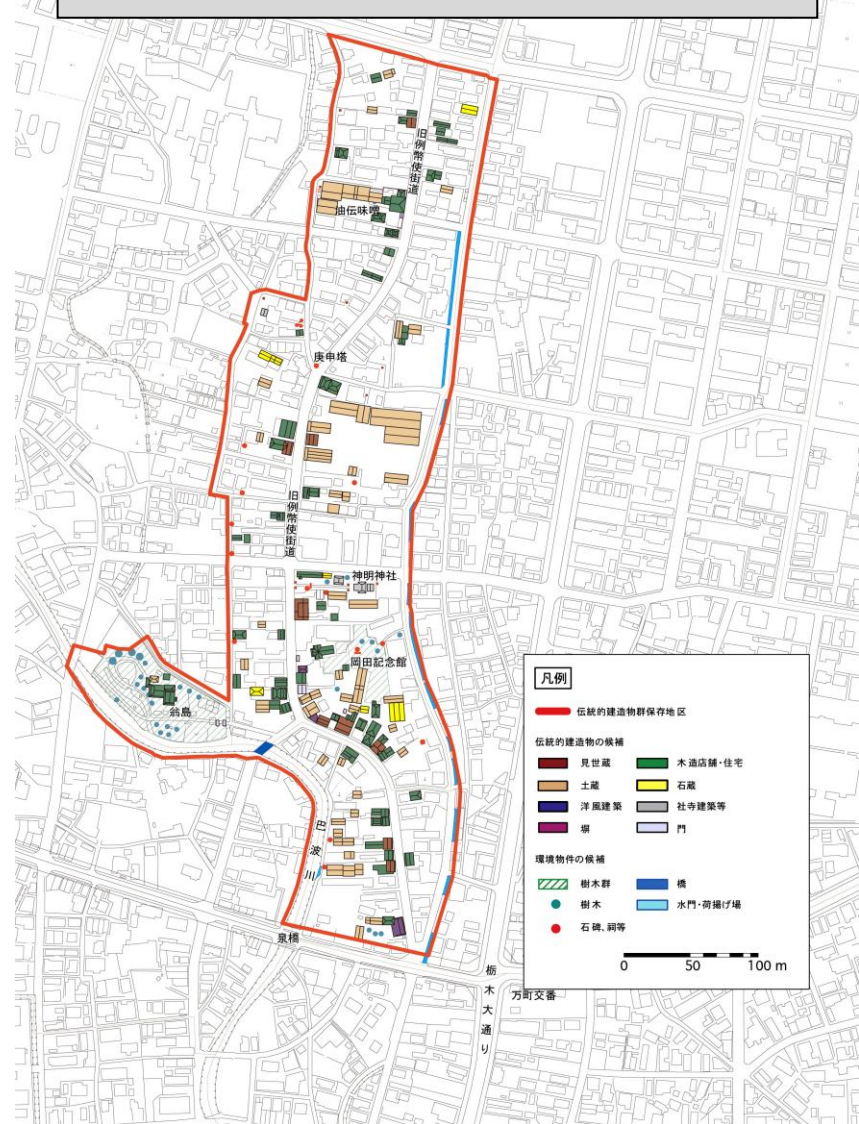 旧例幣使街道
油伝味噌
庚申塔
旧例幣使街道
神明神社
岡田記念館
翁島
巴波川
泉橋
栃木大通り
万町交番
凡例
伝統的建造物群保存地区
伝統的建造物の候補
見世蔵
木造店舗・住宅
土蔵
石蔵
洋風建築
社寺建築等
塀
門
環境物件の候補
樹木群
橋
樹木
水門・荷揚げ場
石碑、祠等
0 50 100 m